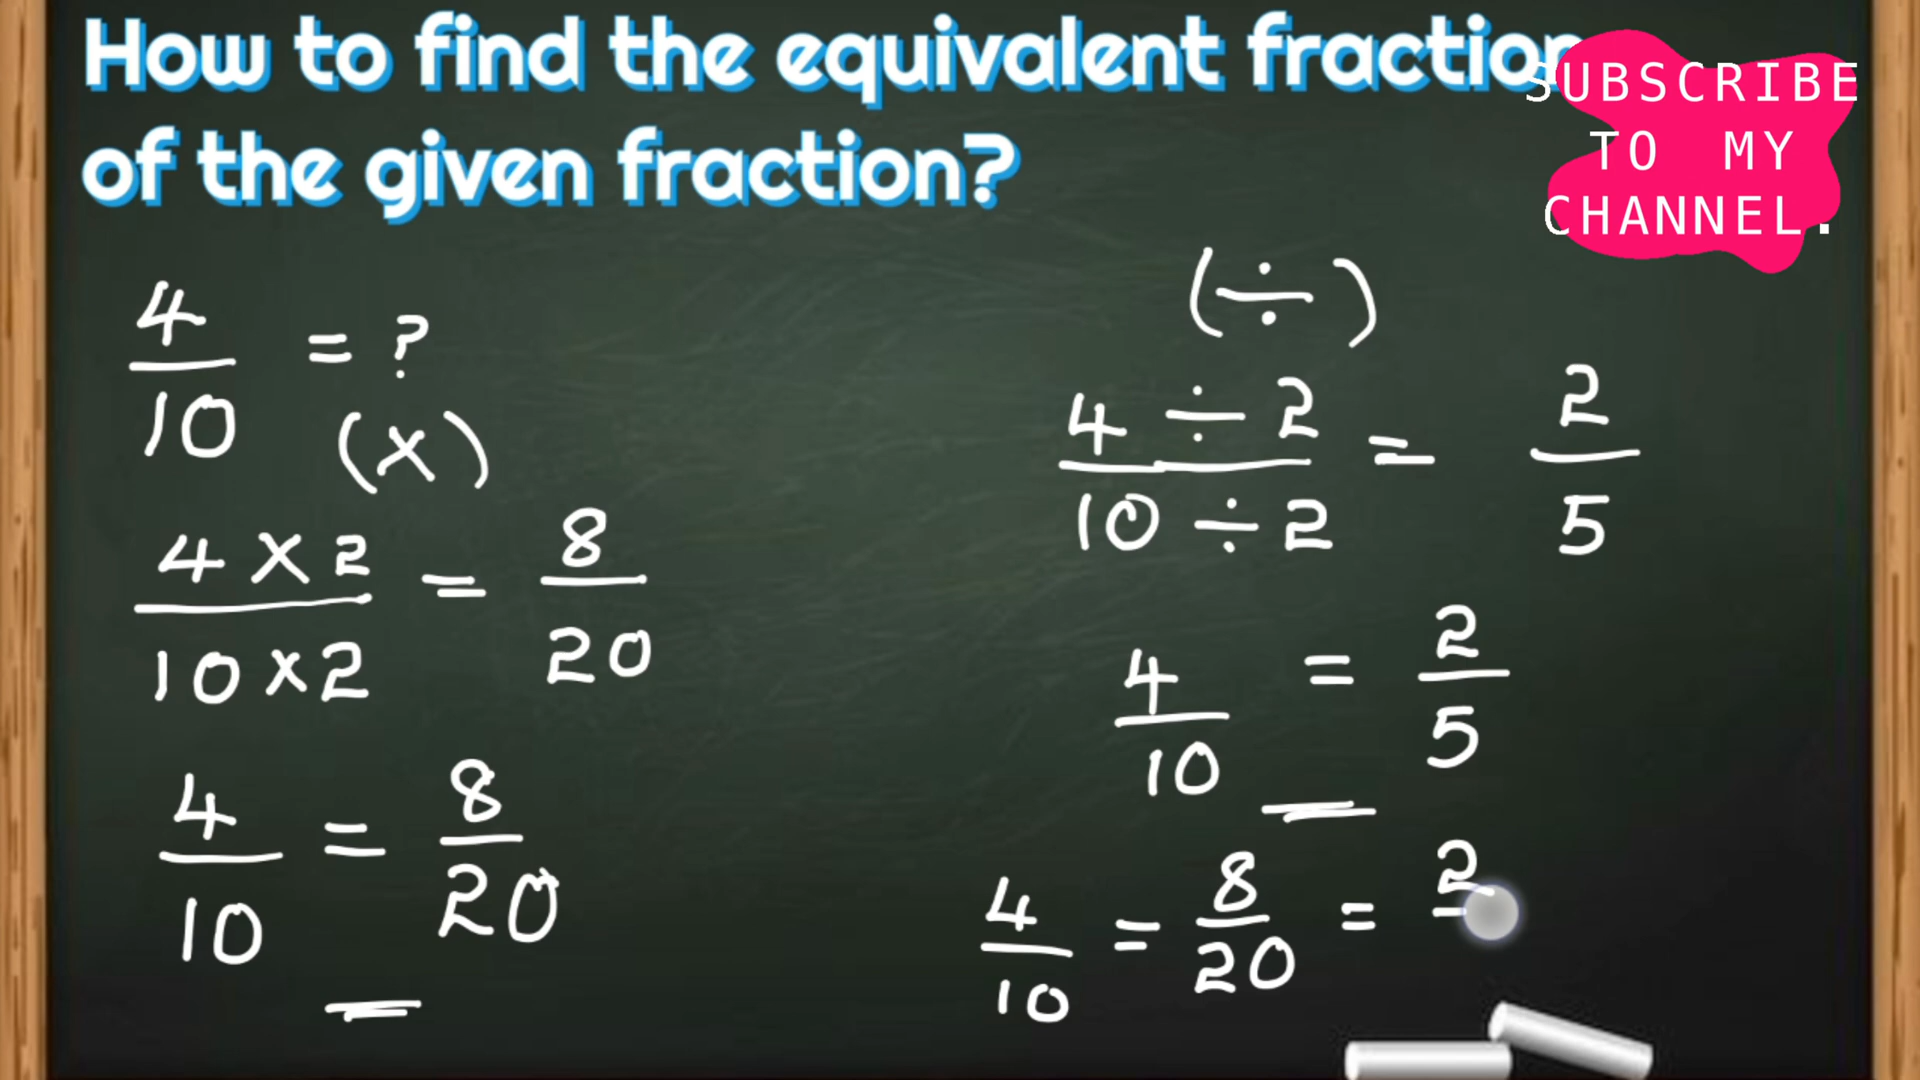 How to find the equivalent fraction
of the given fraction?
SUBSCRIBE
TO MY
CHANNEL.
4/10 = ?
(×)
4 × 2 / 10 × 2 = 8/20
4/10 = 8/20
(÷)
4 ÷ 2 / 10 ÷ 2 = 2/5
4/10 = 2/5
4/10 = 8/20 = 2